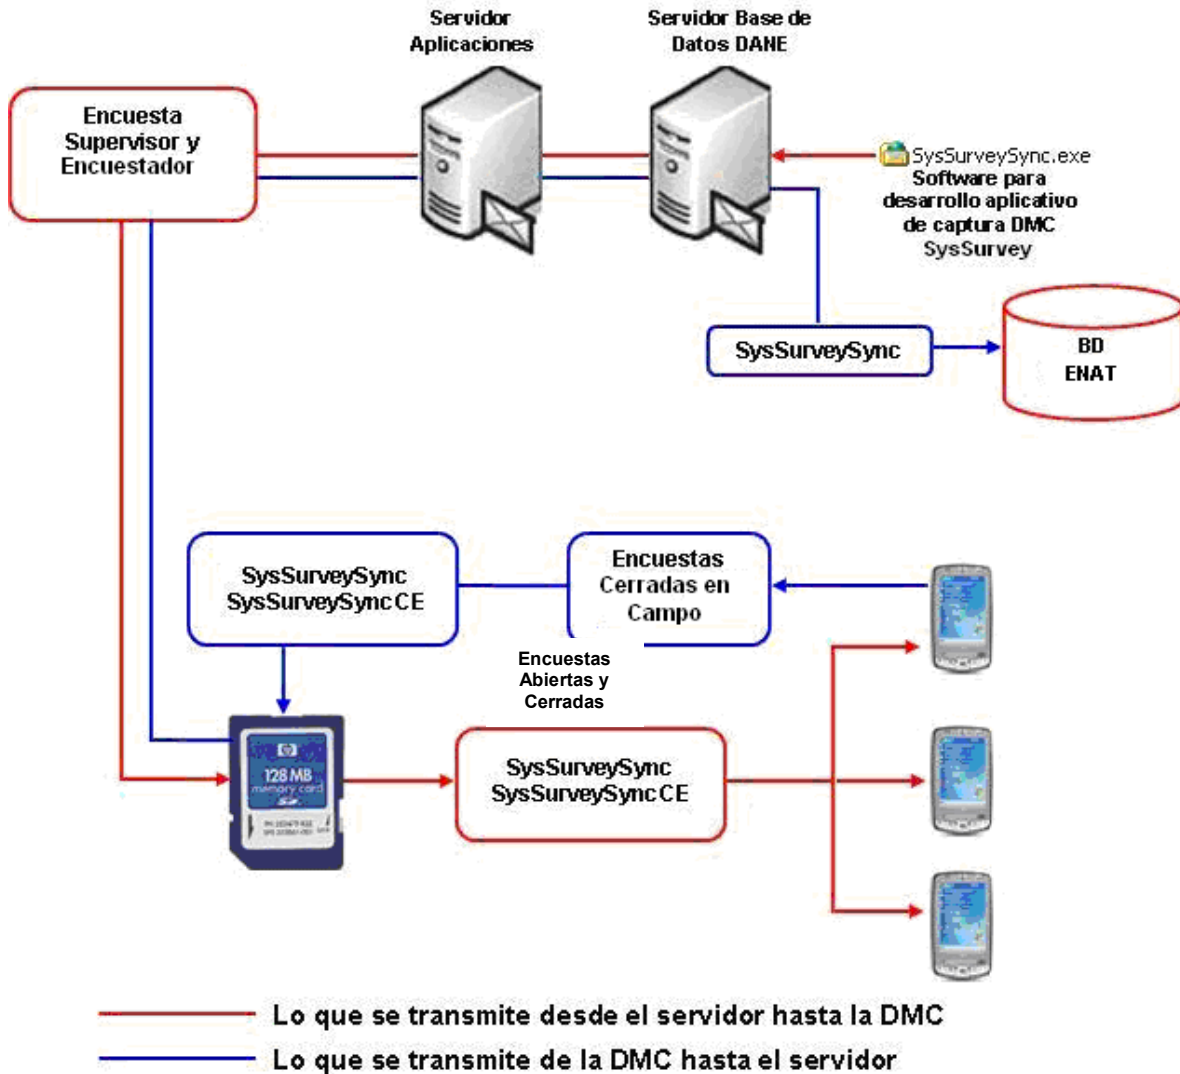 Servidor
Aplicaciones
Servidor Base de
Datos DANE
Encuesta
Supervisor y
Encuestador
SysSurveySync.exe
Software para
desarrollo aplicativo
de captura DMC
SysSurvey
SysSurveySync
BD
ENAT
SysSurveySync
SysSurveySyncCE
Encuestas
Cerradas en
Campo
Encuestas
Abiertas y
Cerradas
128 MB
memory card
SysSurveySync
SysSurveySyncCE
Lo que se transmite desde el servidor hasta la DMC
Lo que se transmite de la DMC hasta el servidor